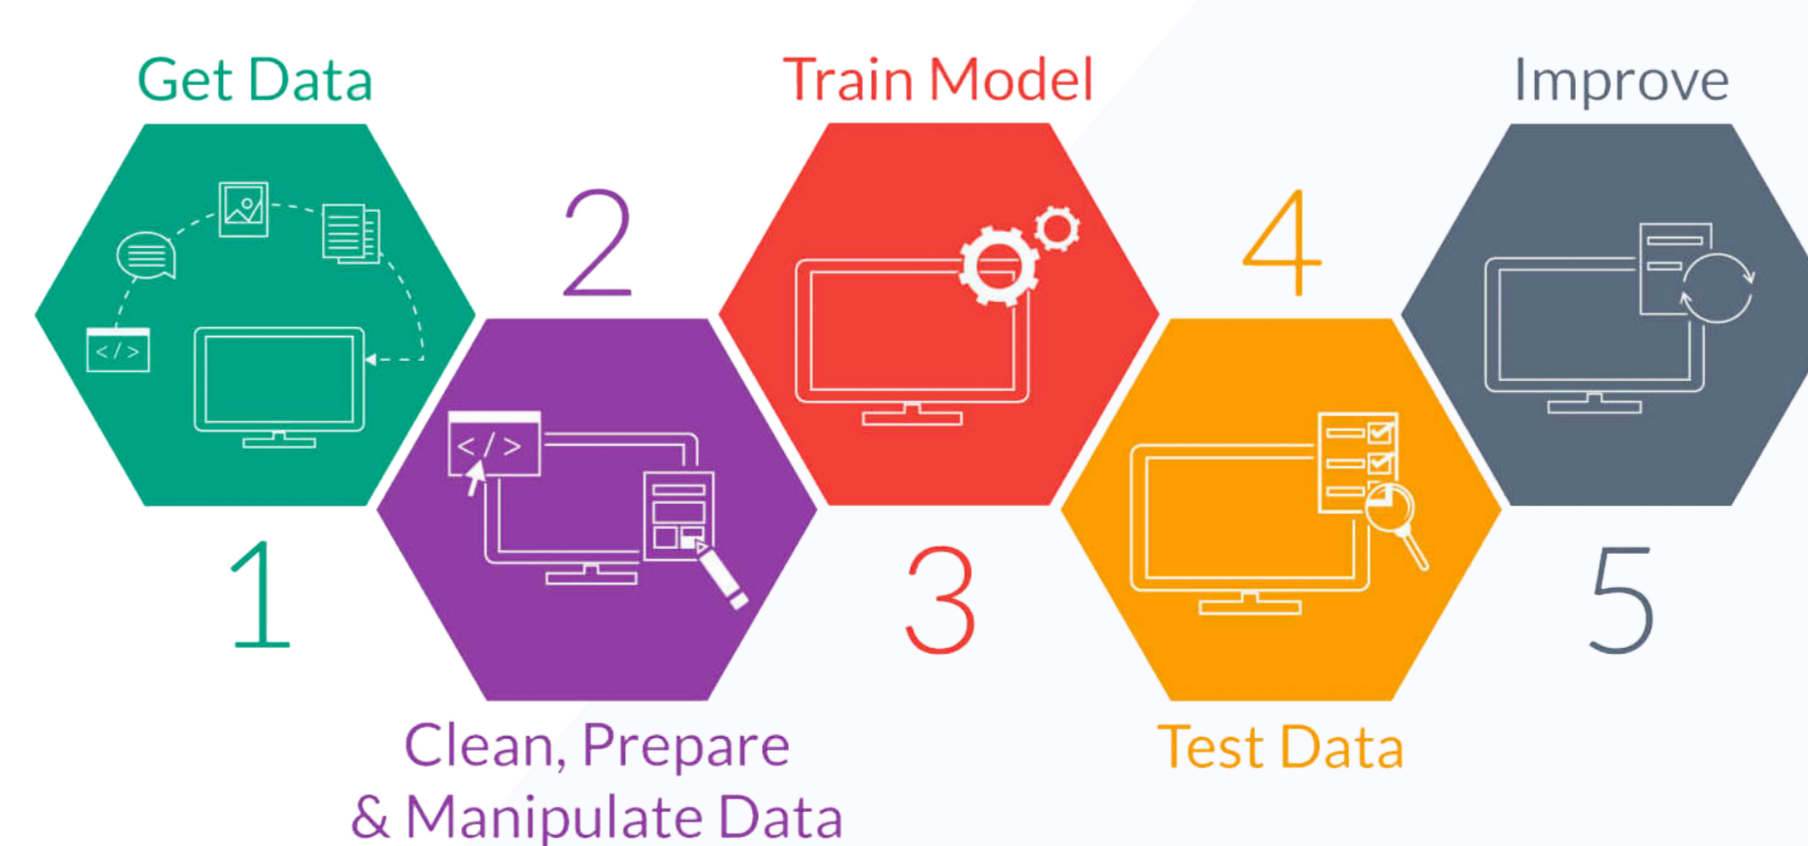 Get Data
1
2
Clean, Prepare
& Manipulate Data
Train Model
3
4
Test Data
Improve
5